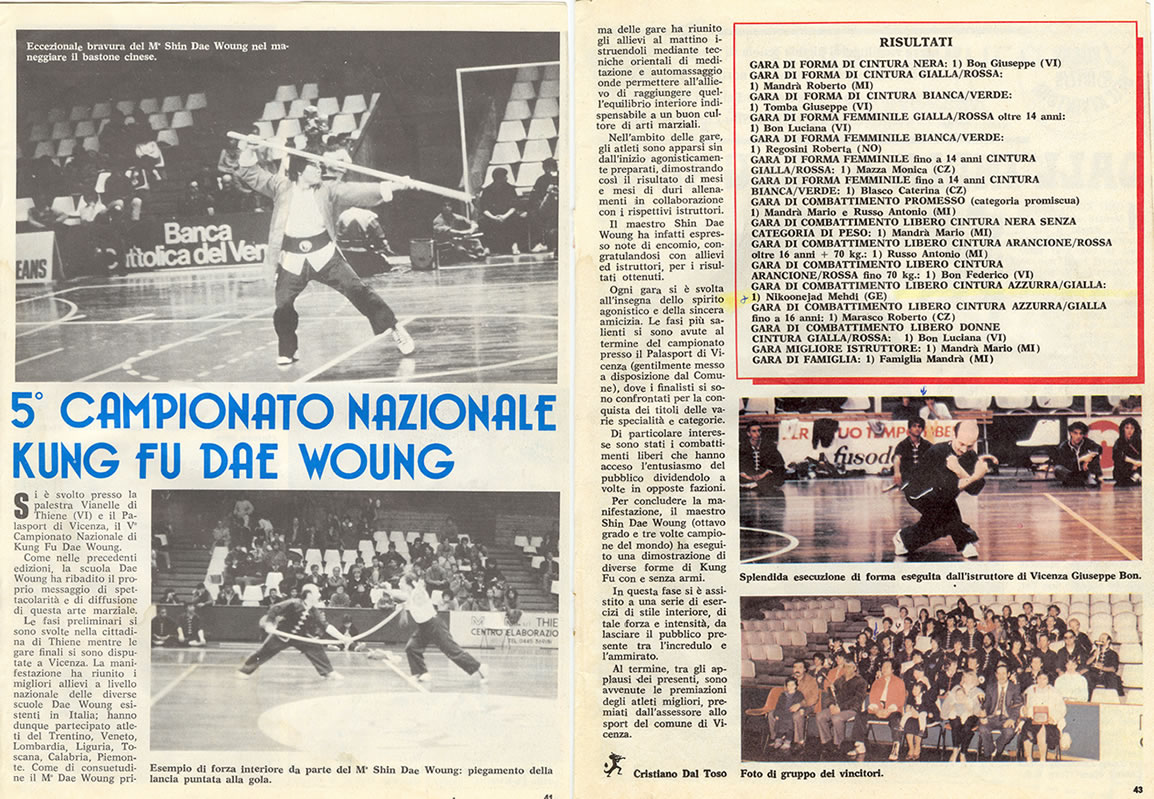 Eccezionale bravura del Mº Shin Dae Woung nel ma-
neggiare il bastone cinese.
Banca
ttolica del Ven
EANS
5º CAMPIONATO NAZIONALE
KUNG FU DAE WOUNG
Si è svolto presso la
palestra Vianelle di
Thiene (VI) e il Pa-
lasport di Vicenza, il Vº
Campionato Nazionale di
Kung Fu Dae Woung.
Come nelle precedenti
edizioni, la scuola Dae
Woung ha ribadito il pro-
prio messaggio di spet-
tacolarità e di diffusione
di questa arte marziale.
Le fasi preliminari si
sono svolte nella cittadi-
na di Thiene mentre le
gare finali si sono dispu-
tate a Vicenza. La mani-
festazione ha riunito i
migliori allievi a livello
nazionale delle diverse
scuole Dae Woung esi-
stenti in Italia; hanno
dunque partecipato atle-
ti del Trentino, Veneto,
Lombardia, Liguria, To-
scana, Calabria, Piemon-
te. Come di consuetudi-
ne il Mº Dae Woung pri-
THIE
CENTRO ELABORAZIO
Esempio di forza interiore da parte del Mº Shin Dae Woung: piegamento della
lancia puntata alla gola.
41
ma delle gare ha riunito
gli allievi al mattino i-
struendoli mediante tec-
niche orientali di medi-
tazione e automassaggio
onde permettere all'allie-
vo di raggiungere quel-
l'equilibrio interiore indi-
spensabile a un buon cul-
tore di arti marziali.
Nell'ambito delle gare,
gli atleti sono apparsi sin
dall'inizio agonisticamen-
te preparati, dimostrando
così il risultato di mesi
e mesi di duri allena-
menti in collaborazione
con i rispettivi istruttori.
Il maestro Shin Dae
Woung ha infatti espres-
so note di encomio, con-
gratulandosi con allievi
ed istruttori, per i risul-
tati ottenuti.
Ogni gara si è svolta
all'insegna dello spirito
agonistico e della sincera
amicizia. Le fasi più sa-
lienti si sono avute al
termine del campionato
presso il Palasport di Vi-
cenza (gentilmente messo
a disposizione dal Comu-
ne), dove i finalisti si so-
no confrontati per la con-
quista dei titoli delle va-
rie specialità e categorie.
Di particolare interes-
se sono stati i combatti-
menti liberi che hanno
acceso l'entusiasmo del
pubblico dividendolo a
volte in opposte fazioni.
Per concludere la ma-
nifestazione, il maestro
Shin Dae Woung (ottavo
grado e tre volte campio-
ne del mondo) ha esegui-
to una dimostrazione di
diverse forme di Kung
Fu con e senza armi.
In questa fase si è assi-
stito a una serie di eser-
cizi di stile interiore, di
tale forza e intensità, da
lasciare il pubblico pre-
sente tra l'incredulo e
l'ammirato.
Al termine, tra gli ap-
plausi dei presenti, sono
avvenute le premiazioni
degli atleti migliori, pre-
miati dall'assessore allo
sport del comune di Vi-
cenza.
Cristiano Dal Toso
RISULTATI
GARA DI FORMA DI CINTURA NERA: 1) Bon Giuseppe (VI)
GARA DI FORMA DI CINTURA GIALLA/ROSSA:
1) Mandrà Roberto (MI)
GARA DI FORMA DI CINTURA BIANCA/VERDE:
1) Tomba Giuseppe (VI)
GARA DI FORMA FEMMINILE GIALLA/ROSSA oltre 14 anni:
1) Bon Luciana (VI)
GARA DI FORMA FEMMINILE BIANCA/VERDE:
1) Regosini Roberta (NO)
GARA DI FORMA FEMMINILE fino a 14 anni CINTURA
GIALLA/ROSSA: 1) Mazza Monica (CZ)
GARA DI FORMA FEMMINILE fino a 14 anni CINTURA
BIANCA/VERDE: 1) Blasco Caterina (CZ)
GARA DI COMBATTIMENTO PROMESSO (categoria promiscua)
1) Mandrà Mario e Russo Antonio (MI)
GARA DI COMBATTIMENTO LIBERO CINTURA NERA SENZA
CATEGORIA DI PESO: 1) Mandrà Mario (MI)
GARA DI COMBATTIMENTO LIBERO CINTURA ARANCIONE/ROSSA
oltre 16 anni + 70 kg.: 1) Russo Antonio (MI)
GARA DI COMBATTIMENTO LIBERO CINTURA
ARANCIONE/ROSSA fino 70 kg.: 1) Bon Federico (VI)
GARA DI COMBATTIMENTO LIBERO CINTURA AZZURRA/GIALLA:
1) Nikoonejad Mehdi (GE)
GARA DI COMBATTIMENTO LIBERO CINTURA AZZURRA/GIALLA
fino a 16 anni: 1) Marasco Roberto (CZ)
GARA DI COMBATTIMENTO LIBERO DONNE
CINTURA GIALLA/ROSSA: 1) Bon Luciana (VI)
GARA MIGLIORE ISTRUTTORE: 1) Mandrà Mario (MI)
GARA DI FAMIGLIA: 1) Famiglia Mandrà (MI)
TUO TEMPO
fusod
Splendida esecuzione di forma eseguita dall'istruttore di Vicenza Giuseppe Bon.
Foto di gruppo dei vincitori.
43